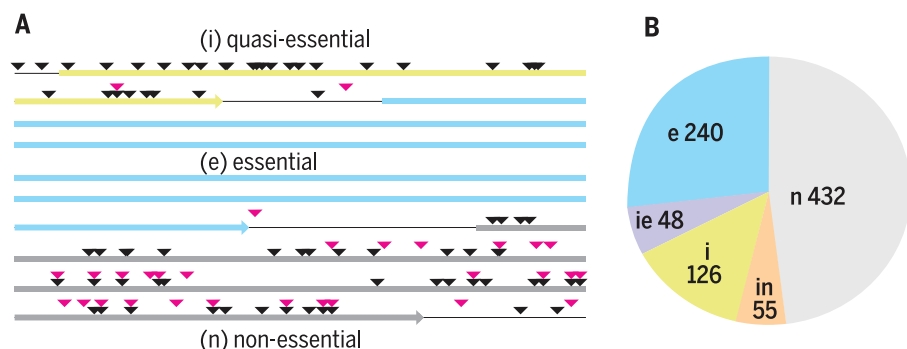 A
(i) quasi-essential
(e) essential
(n) non-essential
B
e 240
n 432
ie 48
i
126
in
55